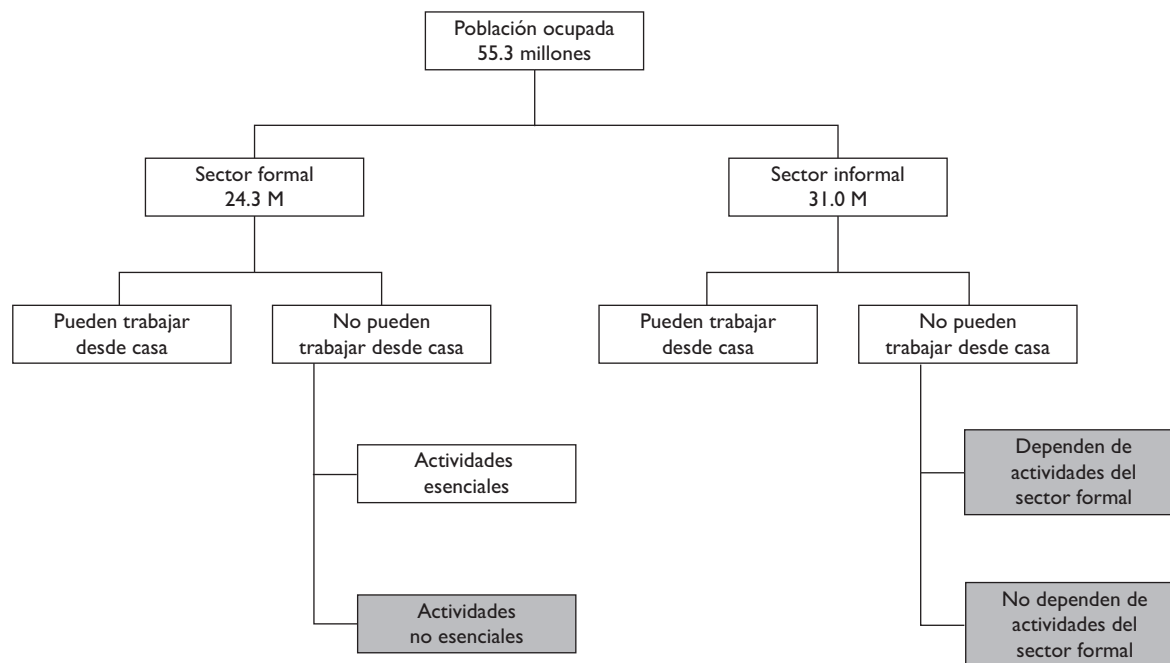 Población ocupada
55.3 millones
Sector formal
24.3 M
Sector informal
31.0 M
Pueden trabajar
desde casa
No pueden
trabajar desde casa
Pueden trabajar
desde casa
No pueden
trabajar desde casa
Actividades
esenciales
Dependen de
actividades del
sector formal
Actividades
no esenciales
No dependen de
actividades del
sector formal